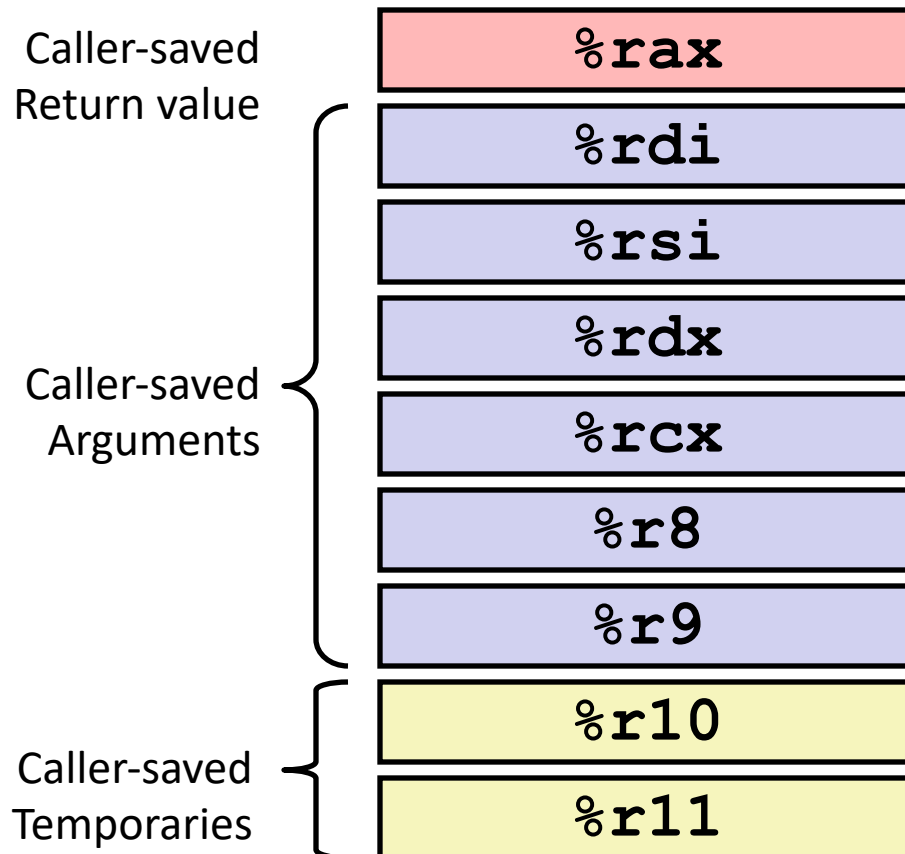 Caller-saved
Return value
%rax
%rdi
%rsi
%rdx
Caller-saved
Arguments
%rcx
%r8
%r9
%r10
Caller-saved
Temporaries
%r11